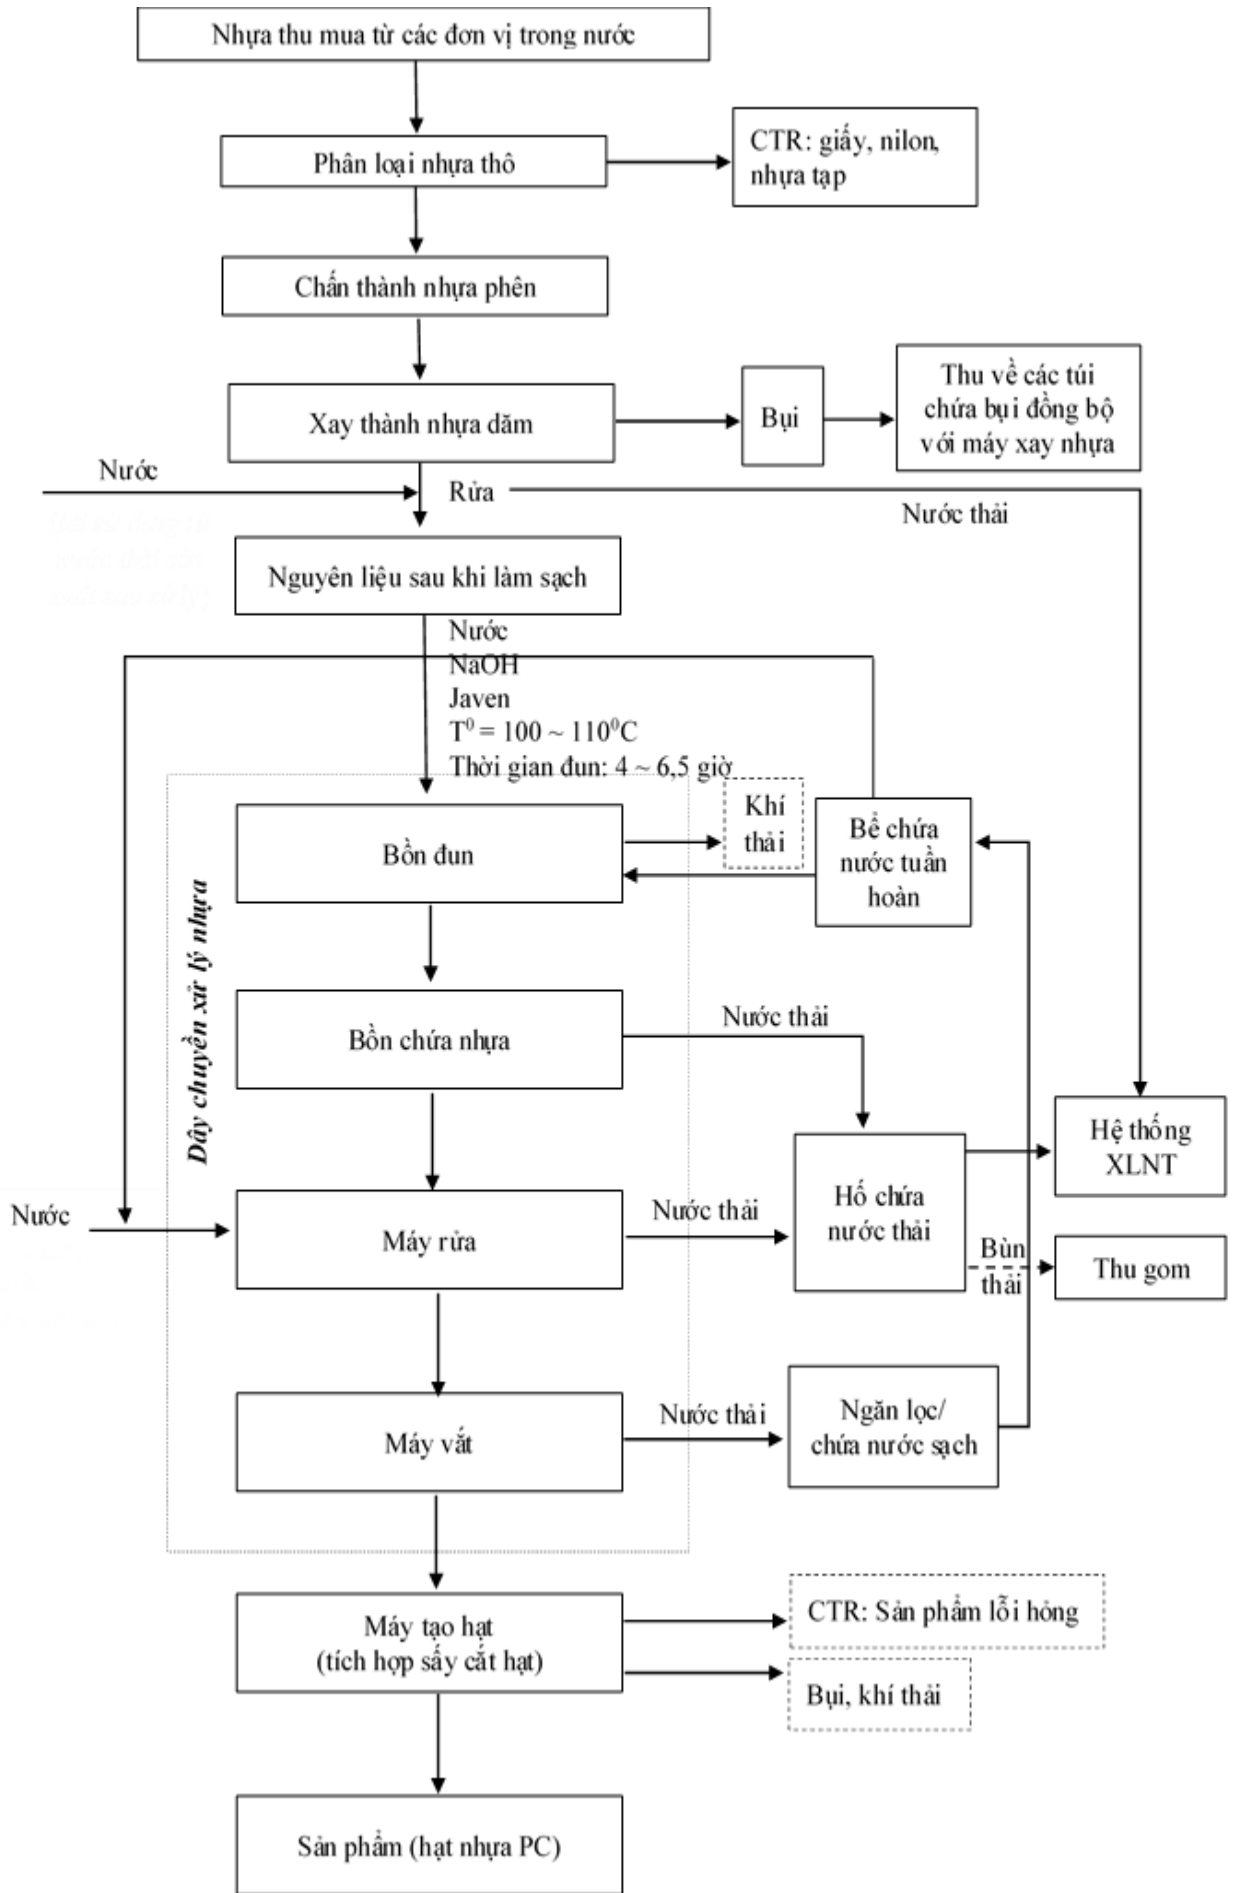 Nhựa thu mua từ các đơn vị trong nước
Phân loại nhựa thô
CTR: giấy, nilon,
nhựa tạp
Chấn thành nhựa phên
Xay thành nhựa dăm
Bụi
Thu về các túi
chứa bụi đồng bộ
với máy xay nhựa
Nước
Rửa
Nước thải
Nguyên liệu sau khi làm sạch
Nước
NaOH
Javen
T⁰ = 100 ~ 110⁰C
Thời gian đun: 4 ~ 6,5 giờ
Dây chuyền xử lý nhựa
Bồn đun
Khí
thải
Bể chứa
nước tuần
hoàn
Bồn chứa nhựa
Nước thải
Hệ thống
XLNT
Nước
Máy rửa
Nước thải
Hố chứa
nước thải
Bùn
thải
Thu gom
Máy vắt
Nước thải
Ngăn lọc/
chứa nước sạch
Máy tạo hạt
(tích hợp sấy cắt hạt)
CTR: Sản phẩm lỗi hỏng
Bụi, khí thải
Sản phẩm (hạt nhựa PC)